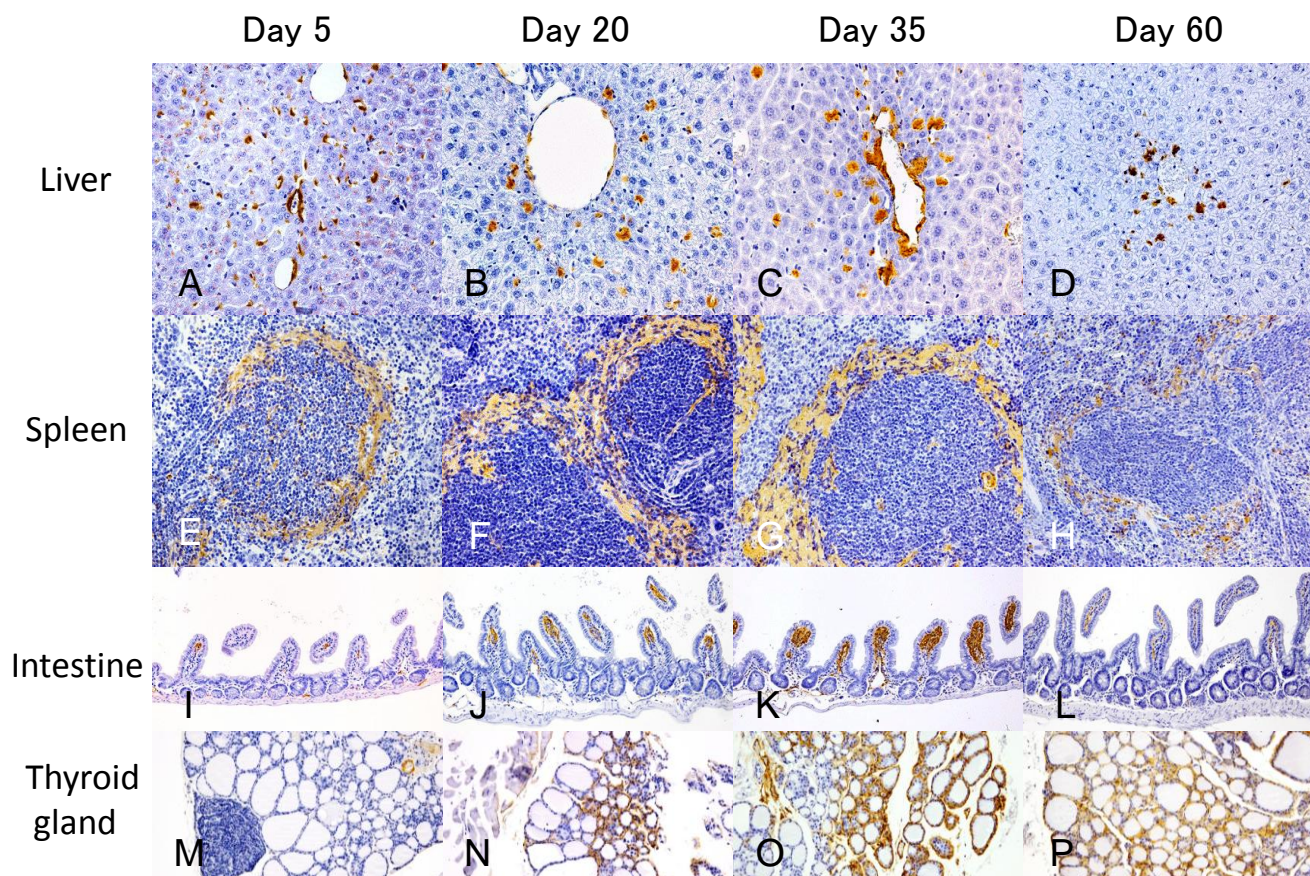 Day 5 Day 20 Day 35 Day 60
Liver
A B C D
Spleen
E F G H
Intestine
I J K L
Thyroid
gland
M N O P